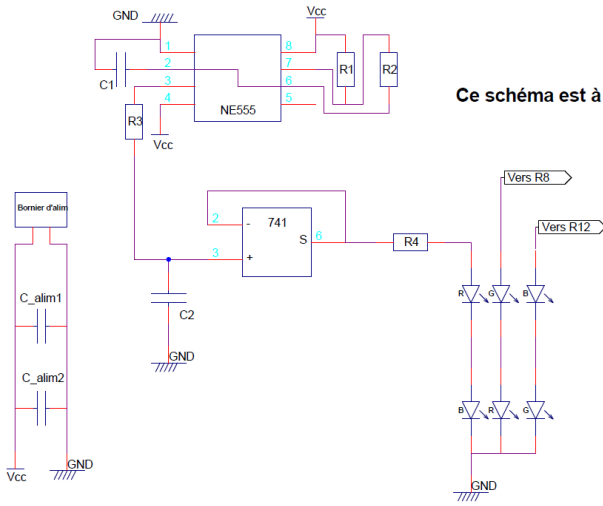 GND
Vcc
1
2
3
4
8
7
6
5
NE555
C1
R1
R2
R3
Vcc
Ce schéma est à
Vers R8
Vers R12
Bornier d'alim
2
741
-
S
6
3
+
R4
C2
GND
R
G
B
C_alim1
C_alim2
B
R
G
Vcc
GND
GND